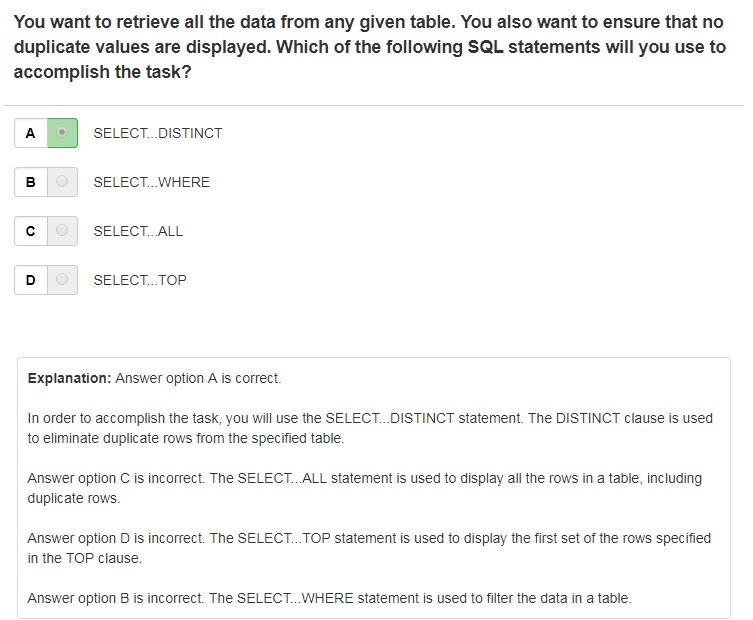 You want to retrieve all the data from any given table. You also want to ensure that no
duplicate values are displayed. Which of the following SQL statements will you use to
accomplish the task?
A SELECT...DISTINCT
B SELECT...WHERE
C SELECT...ALL
D SELECT...TOP
Explanation: Answer option A is correct.
In order to accomplish the task, you will use the SELECT...DISTINCT statement. The DISTINCT clause is used
to eliminate duplicate rows from the specified table.
Answer option C is incorrect. The SELECT...ALL statement is used to display all the rows in a table, including
duplicate rows.
Answer option D is incorrect. The SELECT...TOP statement is used to display the first set of the rows specified
in the TOP clause.
Answer option B is incorrect. The SELECT...WHERE statement is used to filter the data in a table.